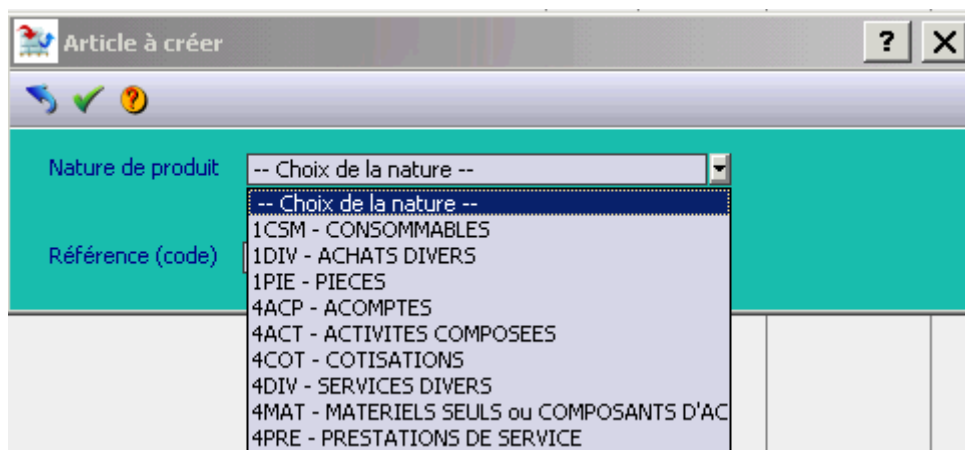 Article à créer
?
Nature de produit -- Choix de la nature --
-- Choix de la nature --
1CSM - CONSOMMABLES
1DIV - ACHATS DIVERS
Référence (code)
1PIE - PIECES
4ACP - ACOMPTES
4ACT - ACTIVITES COMPOSEES
4COT - COTISATIONS
4DIV - SERVICES DIVERS
4MAT - MATERIELS SEULS ou COMPOSANTS D'AC
4PRE - PRESTATIONS DE SERVICE